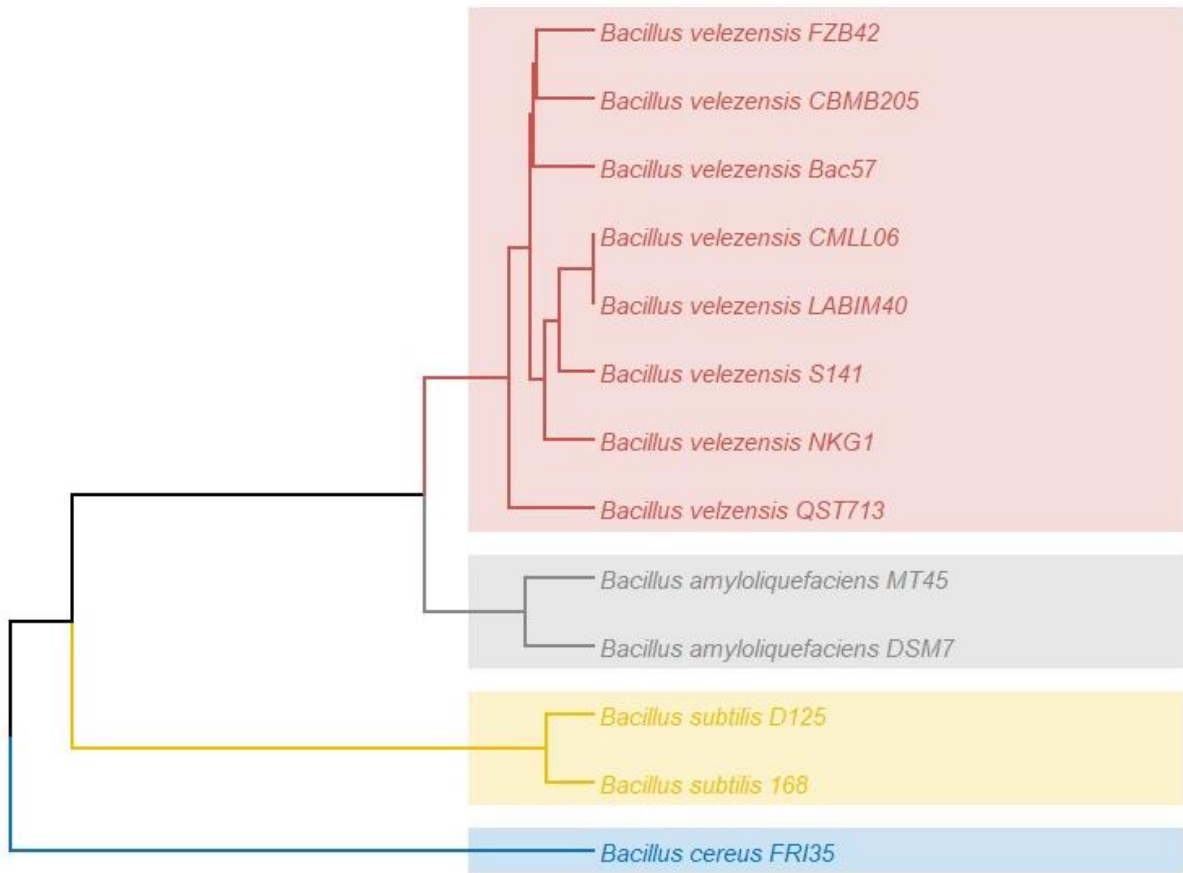 Bacillus velezensis FZB42
Bacillus velezensis CBMB205
Bacillus velezensis Bac57
Bacillus velezensis CMLL06
Bacillus velezensis LABIM40
Bacillus velezensis S141
Bacillus velezensis NKG1
Bacillus velzensis QST713
Bacillus amyloliquefaciens MT45
Bacillus amyloliquefaciens DSM7
Bacillus subtilis D125
Bacillus subtilis 168
Bacillus cereus FRI35